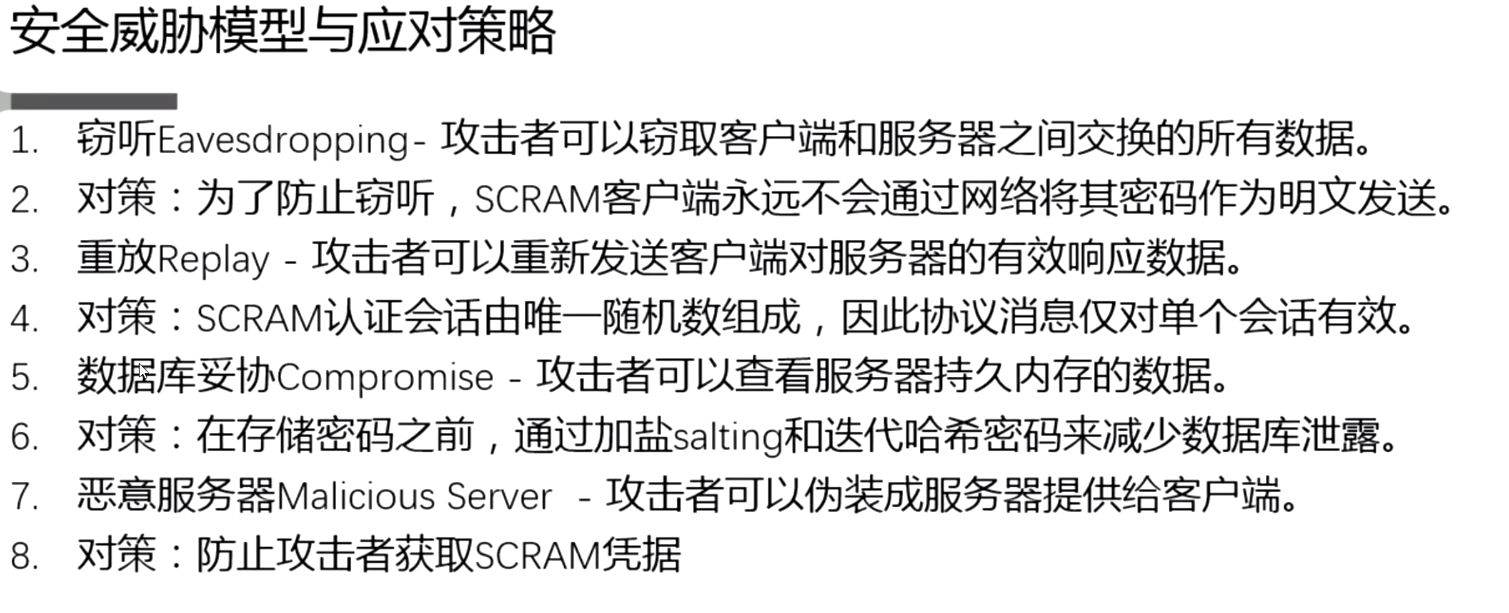 安全威胁模型与应对策略
1. 窃听Eavesdropping- 攻击者可以窃取客户端和服务器之间交换的所有数据。
2. 对策：为了防止窃听，SCRAM客户端永远不会通过网络将其密码作为明文发送。
3. 重放Replay - 攻击者可以重新发送客户端对服务器的有效响应数据。
4. 对策：SCRAM认证会话由唯一随机数组成，因此协议消息仅对单个会话有效。
5. 数据库妥协Compromise - 攻击者可以查看服务器持久内存的数据。
6. 对策：在存储密码之前，通过加盐salting和迭代哈希密码来减少数据库泄露。
7. 恶意服务器Malicious Server - 攻击者可以伪装成服务器提供给客户端。
8. 对策：防止攻击者获取SCRAM凭据